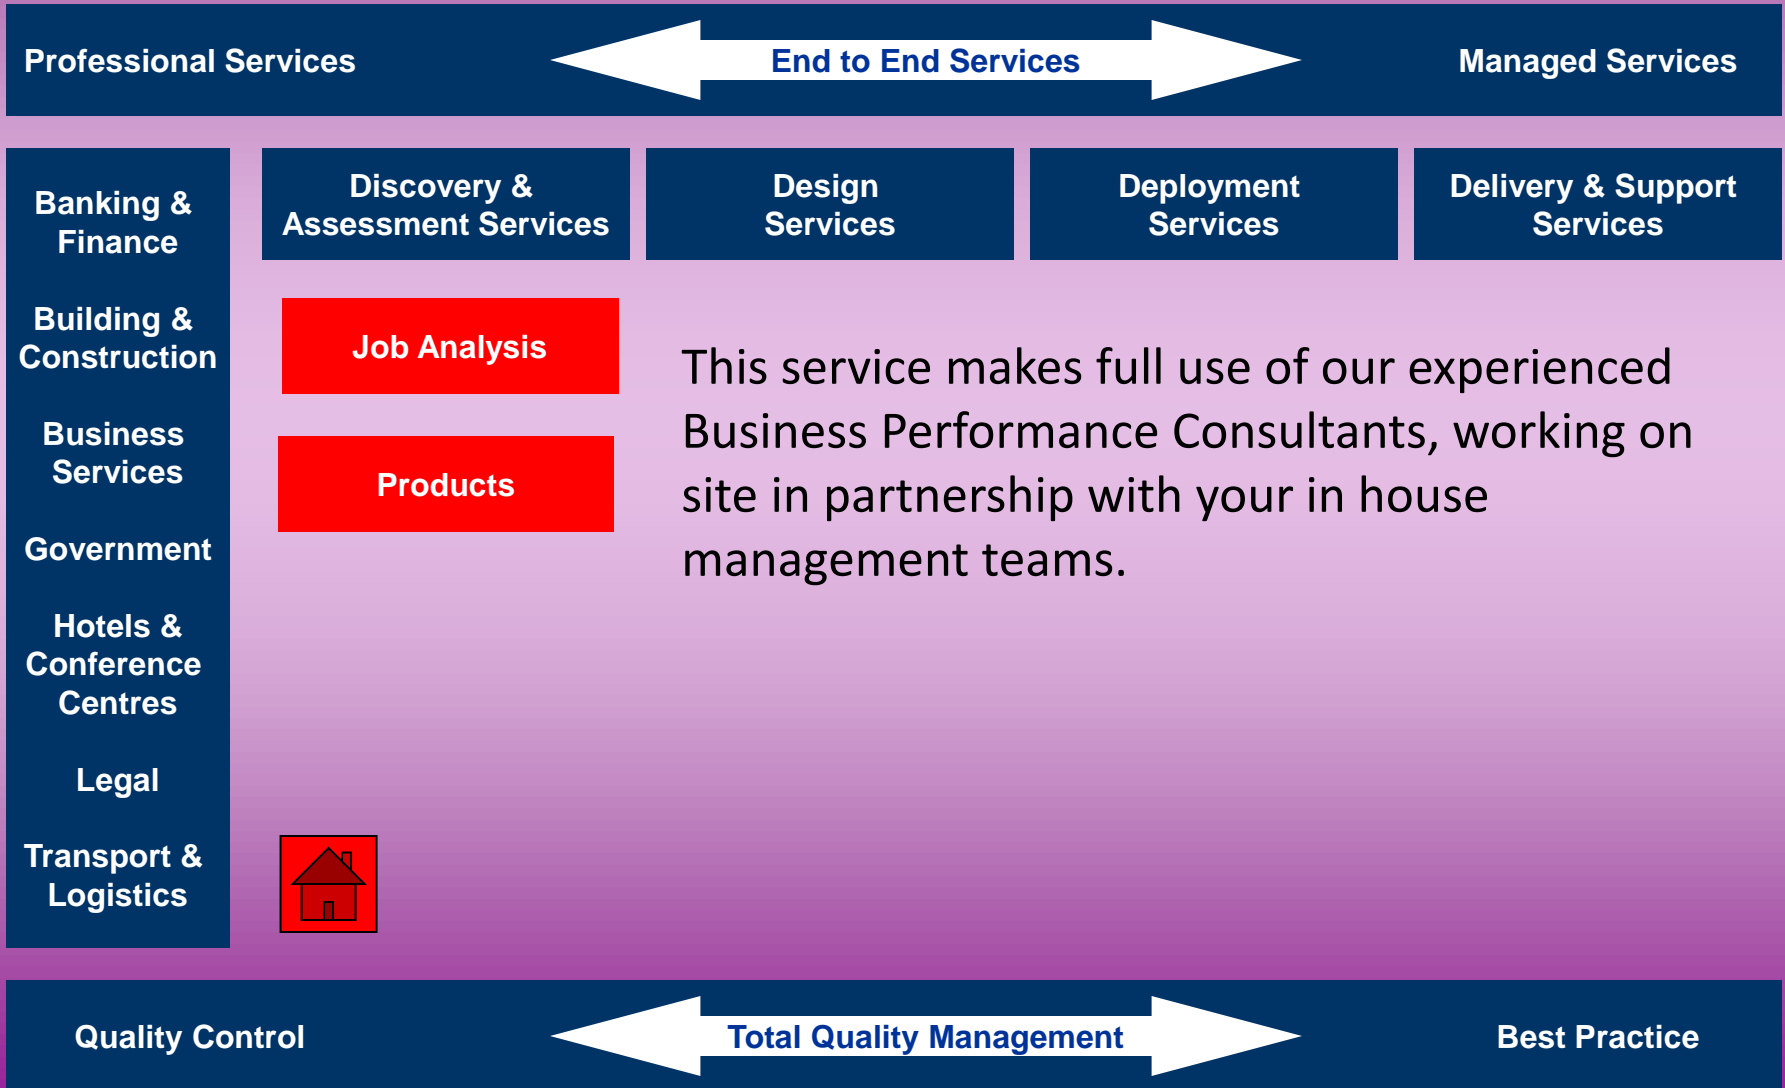 Professional Services
End to End Services
Managed Services
Banking &
Finance
Building &
Construction
Business
Services
Government
Hotels &
Conference
Centres
Legal
Transport &
Logistics
Discovery &
Assessment Services
Design
Services
Deployment
Services
Delivery & Support
Services
Job Analysis
Products
This service makes full use of our experienced
Business Performance Consultants, working on
site in partnership with your in house
management teams.
Quality Control
Total Quality Management
Best Practice